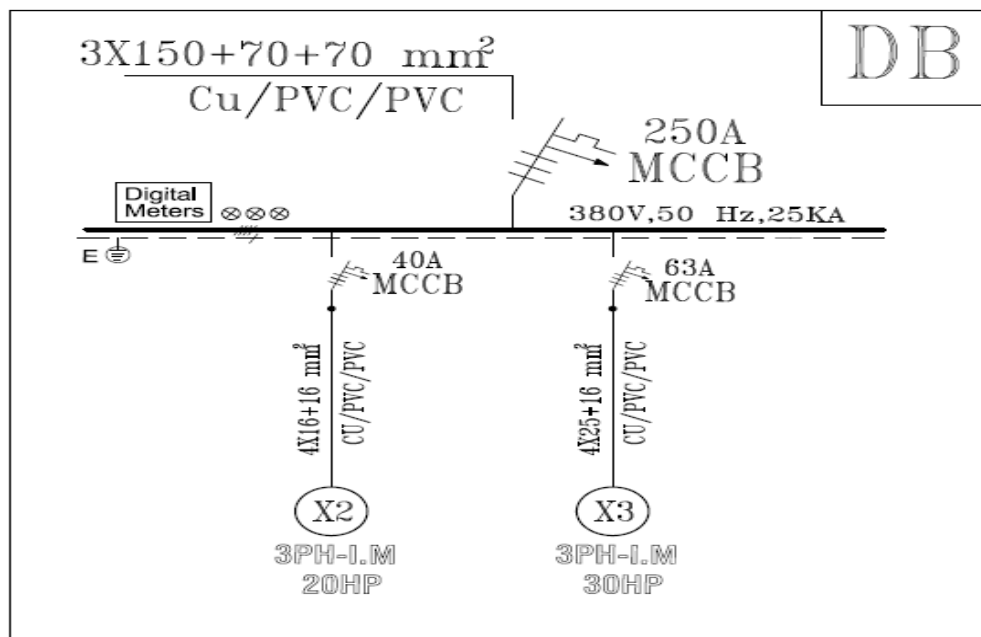 3X150+70+70 mm²
Cu/PVC/PVC
DB
250A
MCCB
Digital
Meters
380V,50 Hz,25KA
E
40A
MCCB
63A
MCCB
4X16+16 mm²
CU/PVC/PVC
4X25+16 mm²
CU/PVC/PVC
X2
X3
3PH-I.M
20HP
3PH-I.M
30HP